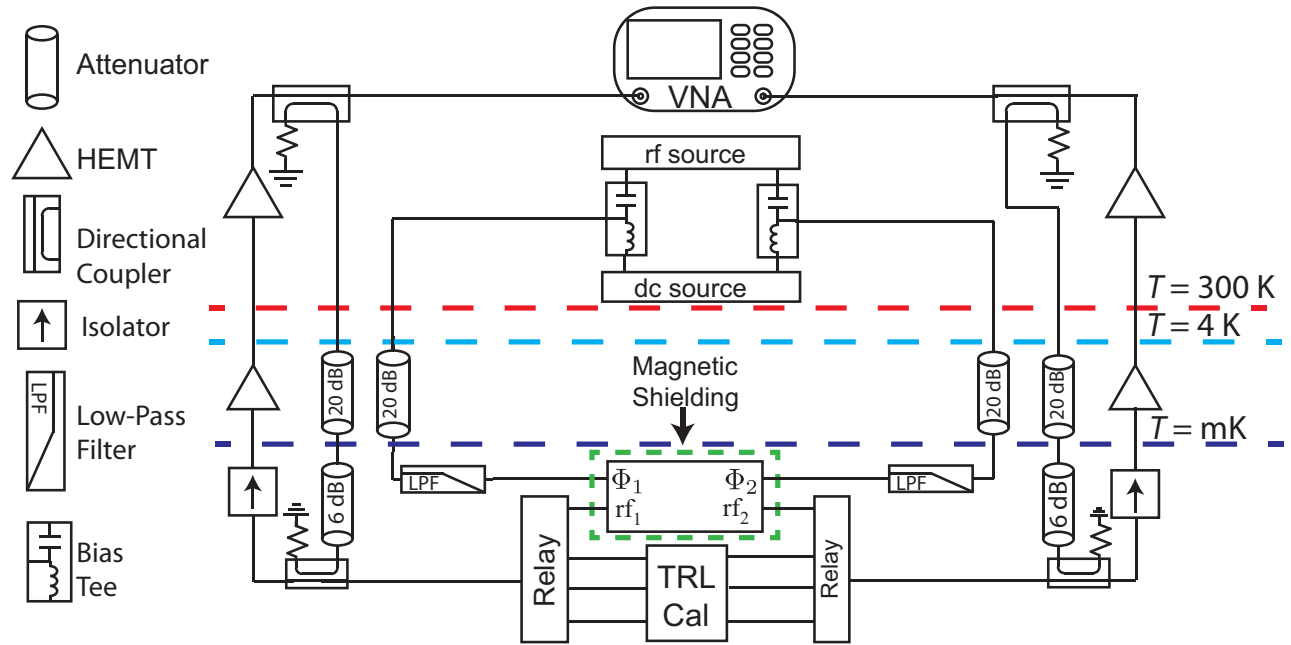 Attenuator
HEMT
Directional
Coupler
Isolator
LPF
Low-Pass
Filter
Bias
Tee
VNA
rf source
dc source
T = 300 K
T = 4 K
20 dB
20 dB
Magnetic
Shielding
20 dB
20 dB
T = mK
6 dB
LPF
Φ1
Φ2
rf1
rf2
LPF
6 dB
Relay
TRL
Cal
Relay